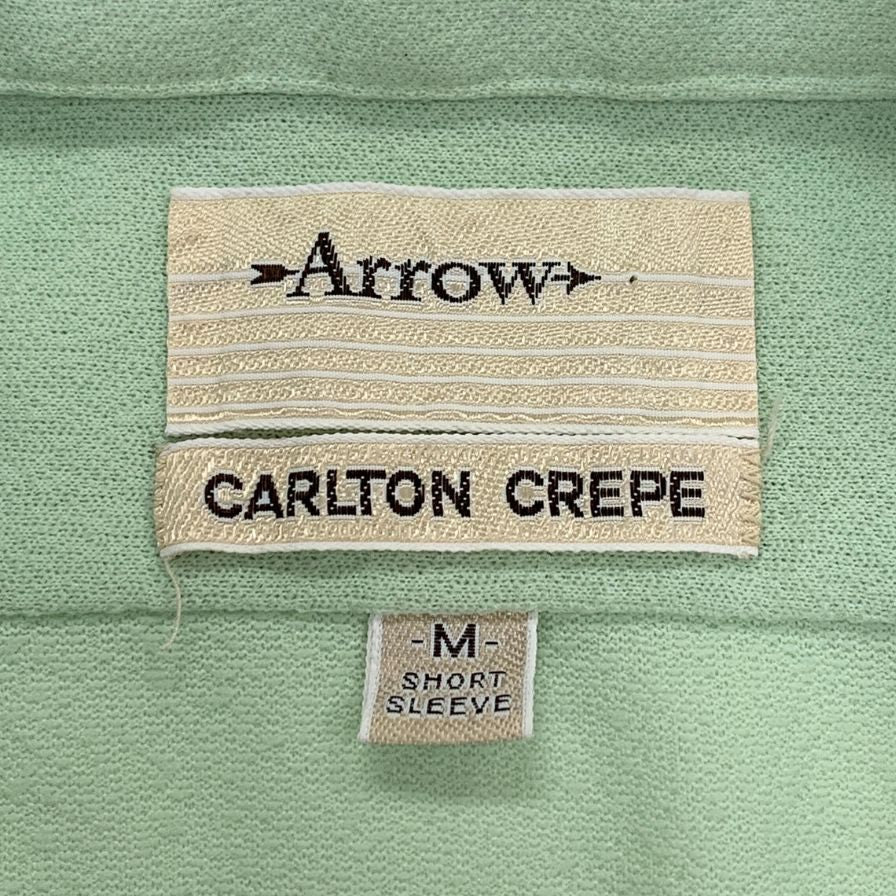 Arrow
CARLTON CREPE
-M-
SHORT
SLEEVE